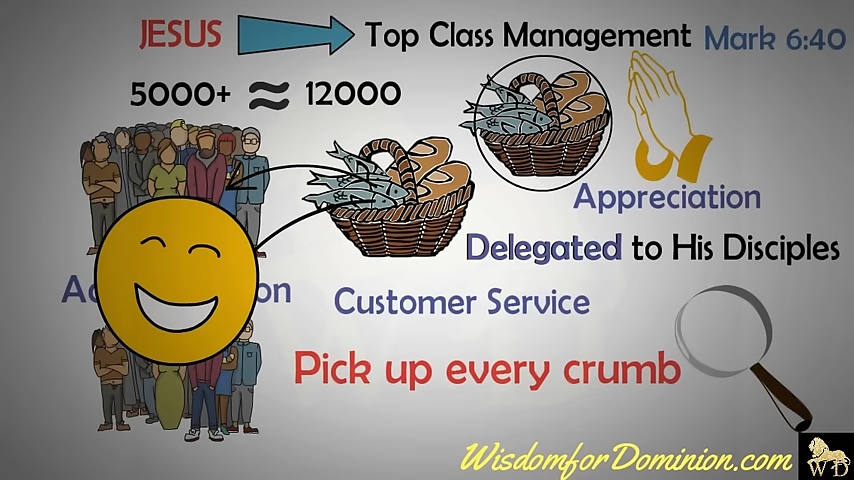 JESUS Top Class Management Mark 6:40
5000+ ≈ 12000
Appreciation
Delegated to His Disciples
Customer Service
Pick up every crumb
WisdomforDominion.com
WD